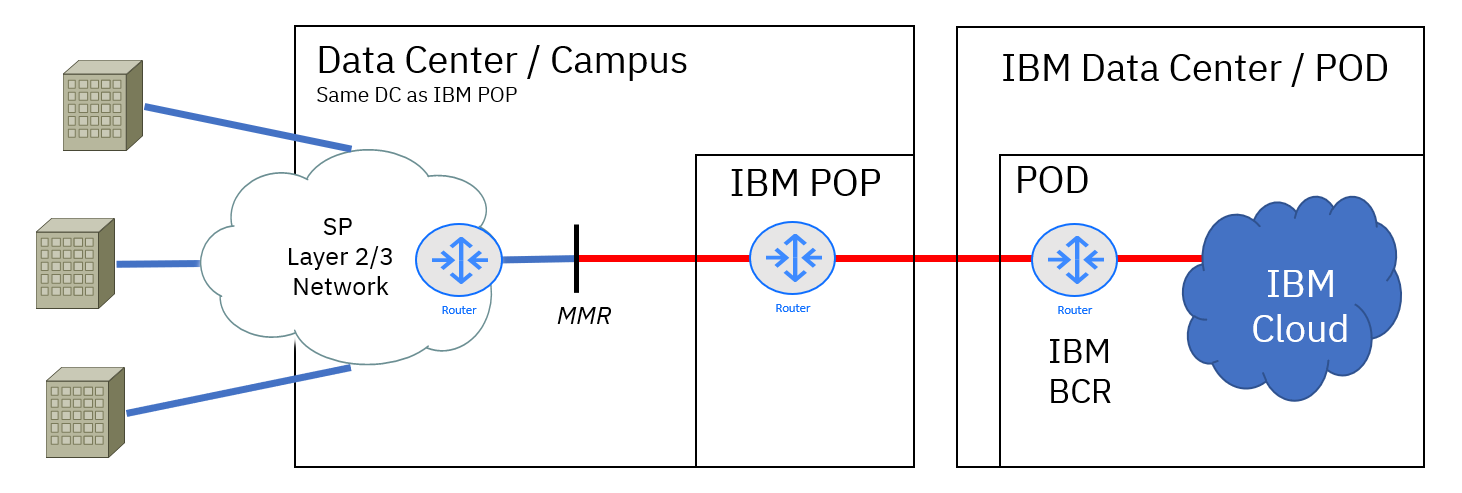 Data Center / Campus
Same DC as IBM POP
IBM Data Center / POD
IBM POP
POD
SP
Layer 2/3
Network
Router
MMR
Router
Router
IBM
BCR
IBM
Cloud